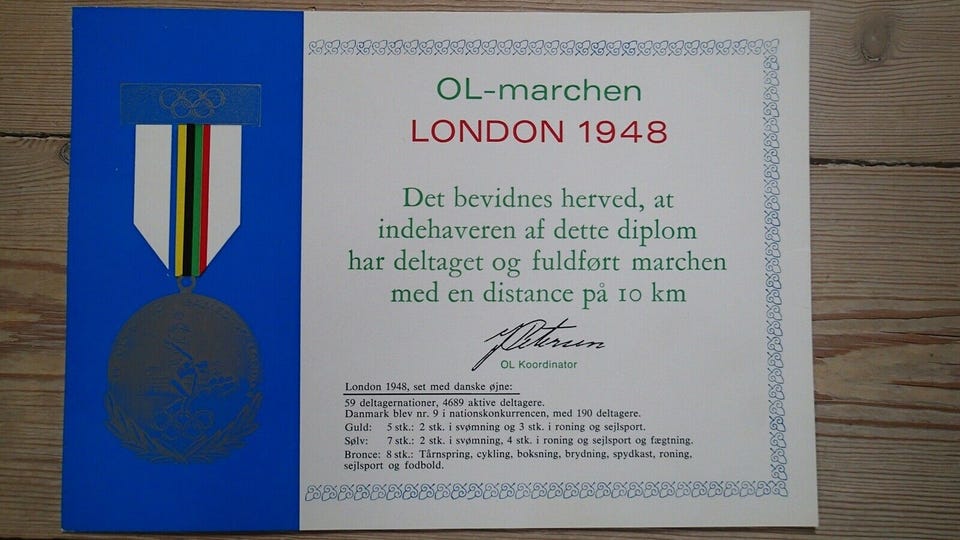 OL-marchen
LONDON 1948
Det bevidnes herved, at
indehaveren af dette diplom
har deltaget og fuldført marchen
med en distance på 10 km
Petersen
OL Koordinator
London 1948, set med danske øjne:
59 deltagernationer, 4689 aktive deltagere.
Danmark blev nr. 9 i nationskonkurrencen, med 190 deltagere.
Guld: 5 stk.: 2 stk. i svømning og 3 stk. i roning og sejlsport.
Sølv: 7 stk.: 2 stk. i svømning, 4 stk. i roning og sejlsport og fægtning.
Bronce: 8 stk.: Tårnspring, cykling, boksning, brydning, spydkast, roning,
sejlsport og fodbold.